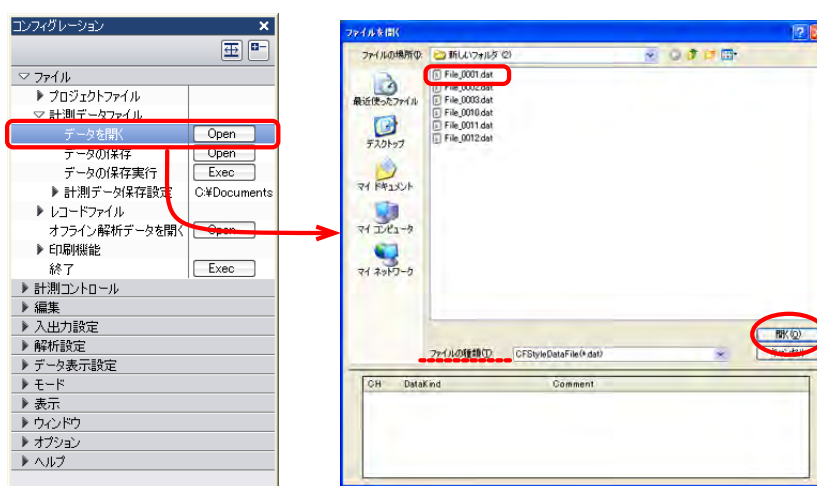 コンフィグレーション
ファイル
プロジェクトファイル
計測データファイル
データを開く Open
データの保存 Open
データの保存実行 Exec
計測データ保存設定 C:¥Documents
レコードファイル
オフライン解析データを開く Open
印刷機能
終了 Exec
計測コントロール
編集
入出力設定
解析設定
データ表示設定
モード
表示
ウィンドウ
オプション
ヘルプ
ファイルを開く
ファイルの場所(I): 新しいフォルダ (2)
最近使ったファイル
デスクトップ
マイ ドキュメント
マイ コンピュータ
マイ ネットワーク
File_0001.dat
File_0002.dat
File_0003.dat
File_0010.dat
File_0011.dat
File_0012.dat
開く(O)
ファイルの種類(T): CFStyleDataFile(*.dat)
キャンセル
CH DataKind Comment